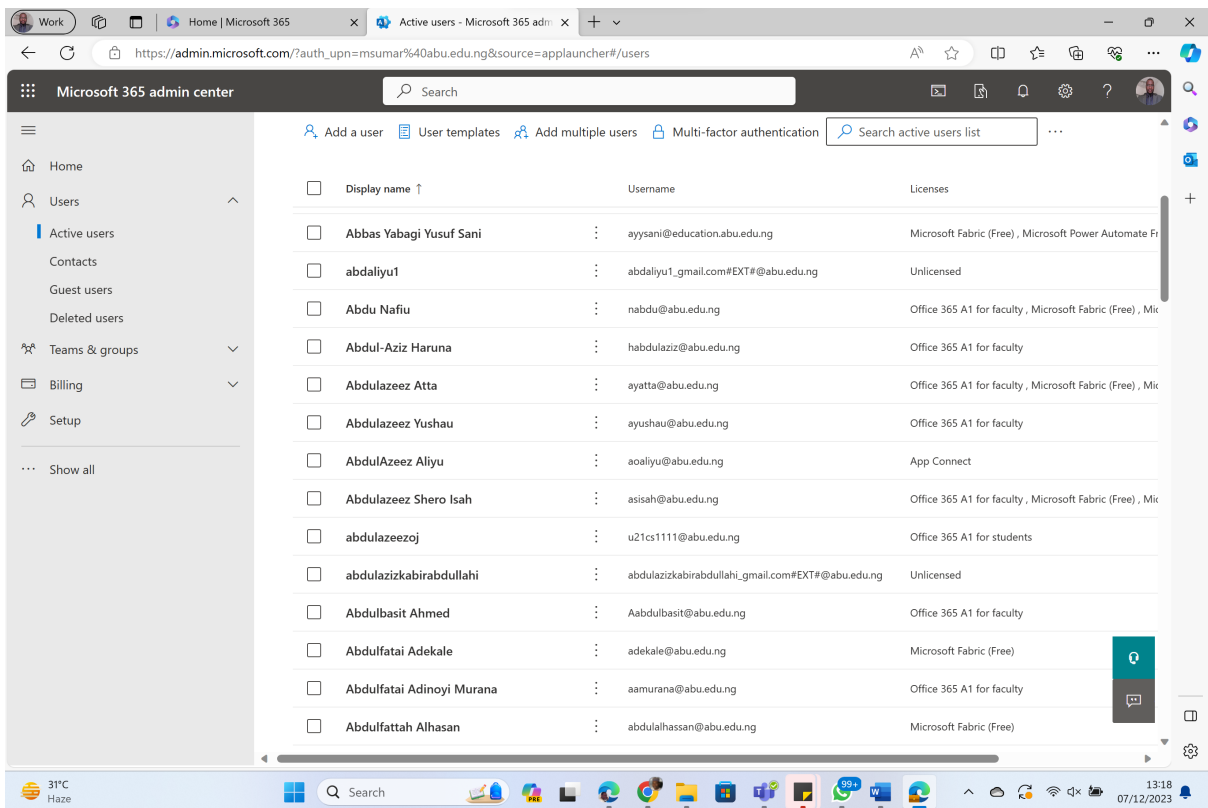 Work
Home | Microsoft 365
Active users - Microsoft 365 adm
https://admin.microsoft.com/?auth_upn=msumar%40abu.edu.ng&source=applauncher#/users
Microsoft 365 admin center
Search
Add a user
User templates
Add multiple users
Multi-factor authentication
Search active users list
Home
Users
Active users
Contacts
Guest users
Deleted users
Teams & groups
Billing
Setup
Show all
Display name ↑ Username Licenses
Abbas Yabagi Yusuf Sani ayysani@education.abu.edu.ng Microsoft Fabric (Free) , Microsoft Power Automate Fr
abdaliyu1 abdaliyu1_gmail.com#EXT#@abu.edu.ng Unlicensed
Abdu Nafiu nabdu@abu.edu.ng Office 365 A1 for faculty , Microsoft Fabric (Free) , Mic
Abdul-Aziz Haruna habdulaziz@abu.edu.ng Office 365 A1 for faculty
Abdulazeez Atta ayatta@abu.edu.ng Office 365 A1 for faculty , Microsoft Fabric (Free) , Mic
Abdulazeez Yushau ayushau@abu.edu.ng Office 365 A1 for faculty
AbdulAzeez Aliyu aoaliyu@abu.edu.ng App Connect
Abdulazeez Shero Isah asisah@abu.edu.ng Office 365 A1 for faculty , Microsoft Fabric (Free) , Mic
abdulazeezoj u21cs1111@abu.edu.ng Office 365 A1 for students
abdulazizkabirabdullahi abdulazizkabirabdullahi_gmail.com#EXT#@abu.edu.ng Unlicensed
Abdulbasit Ahmed Aabdulbasit@abu.edu.ng Office 365 A1 for faculty
Abdulfatai Adekale adekale@abu.edu.ng Microsoft Fabric (Free)
Abdulfatai Adinoyi Murana aamurana@abu.edu.ng Office 365 A1 for faculty
Abdulfattah Alhasan abdulalhassan@abu.edu.ng Microsoft Fabric (Free)
31°C
Haze
Search
PRE
99+
13:18
07/12/2023